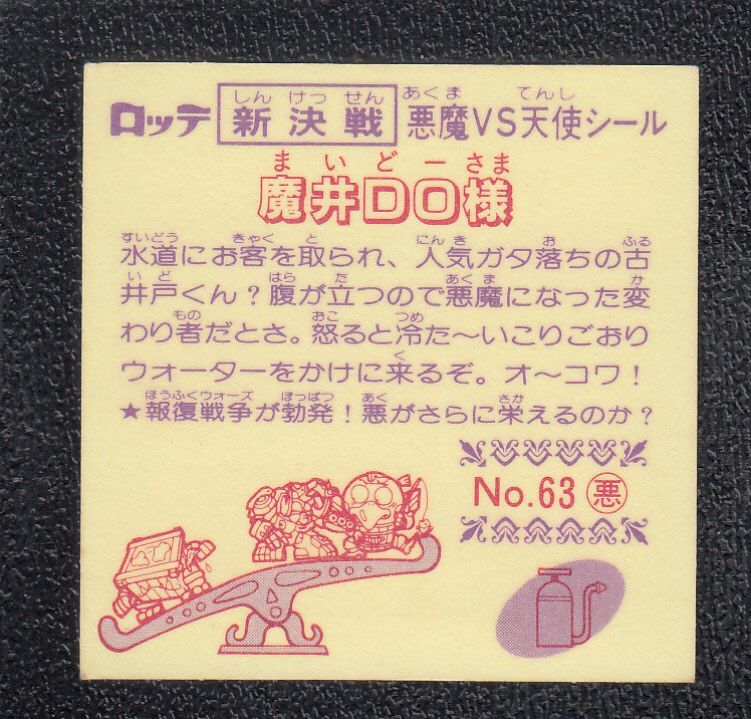 しん けっ せん あくま てんし
ロッテ 新決戦 悪魔VS天使シール
まいどーさま
魔井DO様
すいどう きゃく と にんき お ふる
水道にお客を取られ、人気ガタ落ちの古
いど はら た あくま か
井戸くん?腹が立つので悪魔になった変
もの おこ つめ
わり者だとさ。怒ると冷た〜いこりごおり
く
ウォーターをかけに来るぞ。オ〜コワ!
ほうふくウォーズ ぼっぱつ あく さか
★報復戦争が勃発!悪がさらに栄えるのか?
No.63 悪